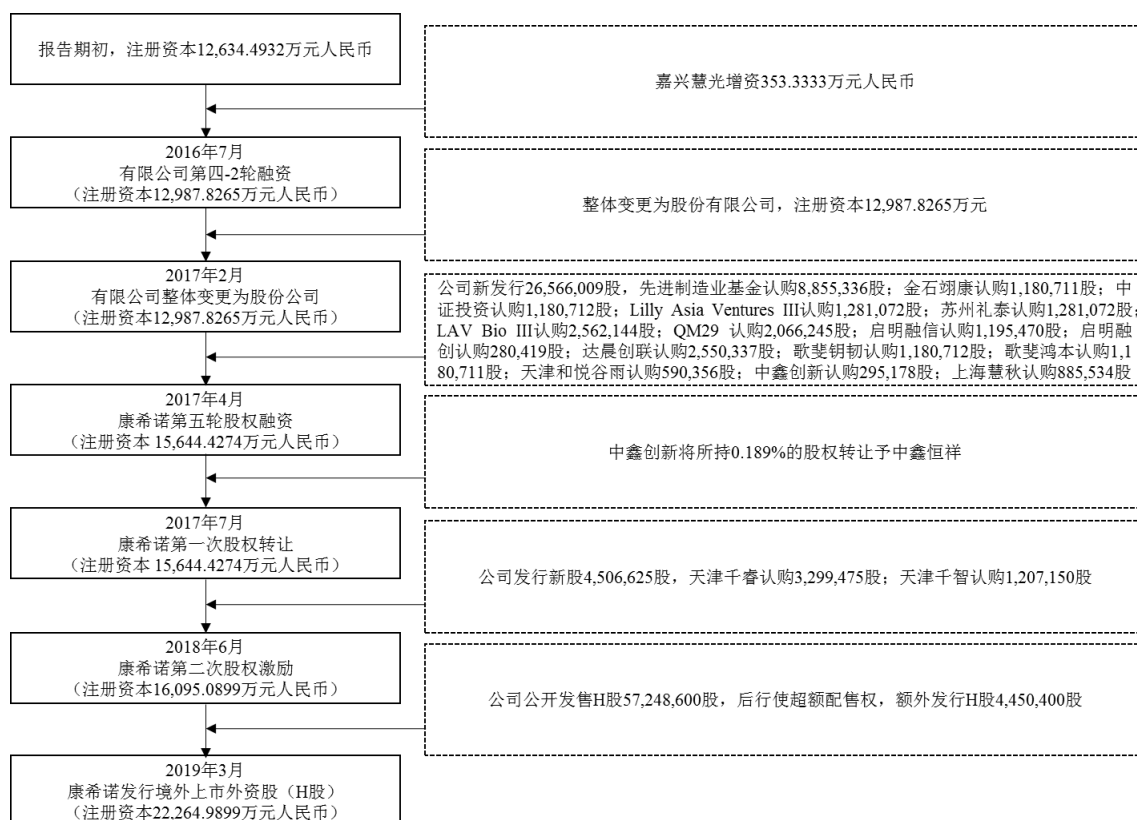 报告期初，注册资本12,634.4932万元人民币
嘉兴慧光增资353.3333万元人民币
2016年7月
有限公司第四-2轮融资
（注册资本12,987.8265万元人民币）
整体变更为股份有限公司，注册资本12,987.8265万元
2017年2月
有限公司整体变更为股份公司
（注册资本12,987.8265万元人民币）
公司新发行26,566,009股，先进制造业基金认购8,855,336股；金石翊康认购1,180,711股；中
证投资认购1,180,712股；Lilly Asia Ventures III认购1,281,072股；苏州礼泰认购1,281,072股；
LAV Bio III认购2,562,144股；QM29 认购2,066,245股；启明融信认购1,195,470股；启明融
创认购280,419股；达晨创联认购2,550,337股；歌斐钥韧认购1,180,712股；歌斐鸿本认购1,1
80,711股；天津和悦谷雨认购590,356股；中鑫创新认购295,178股；上海慧秋认购885,534股
2017年4月
康希诺第五轮股权融资
（注册资本 15,644.4274万元人民币）
中鑫创新将所持0.189%的股权转让予中鑫恒祥
2017年7月
康希诺第一次股权转让
（注册资本 15,644.4274万元人民币）
公司发行新股4,506,625股，天津千睿认购3,299,475股；天津千智认购1,207,150股
2018年6月
康希诺第二次股权激励
（注册资本16,095.0899万元人民币）
公司公开发售H股57,248,600股，后行使超额配售权，额外发行H股4,450,400股
2019年3月
康希诺发行境外上市外资股（H股）
（注册资本22,264.9899万元人民币）